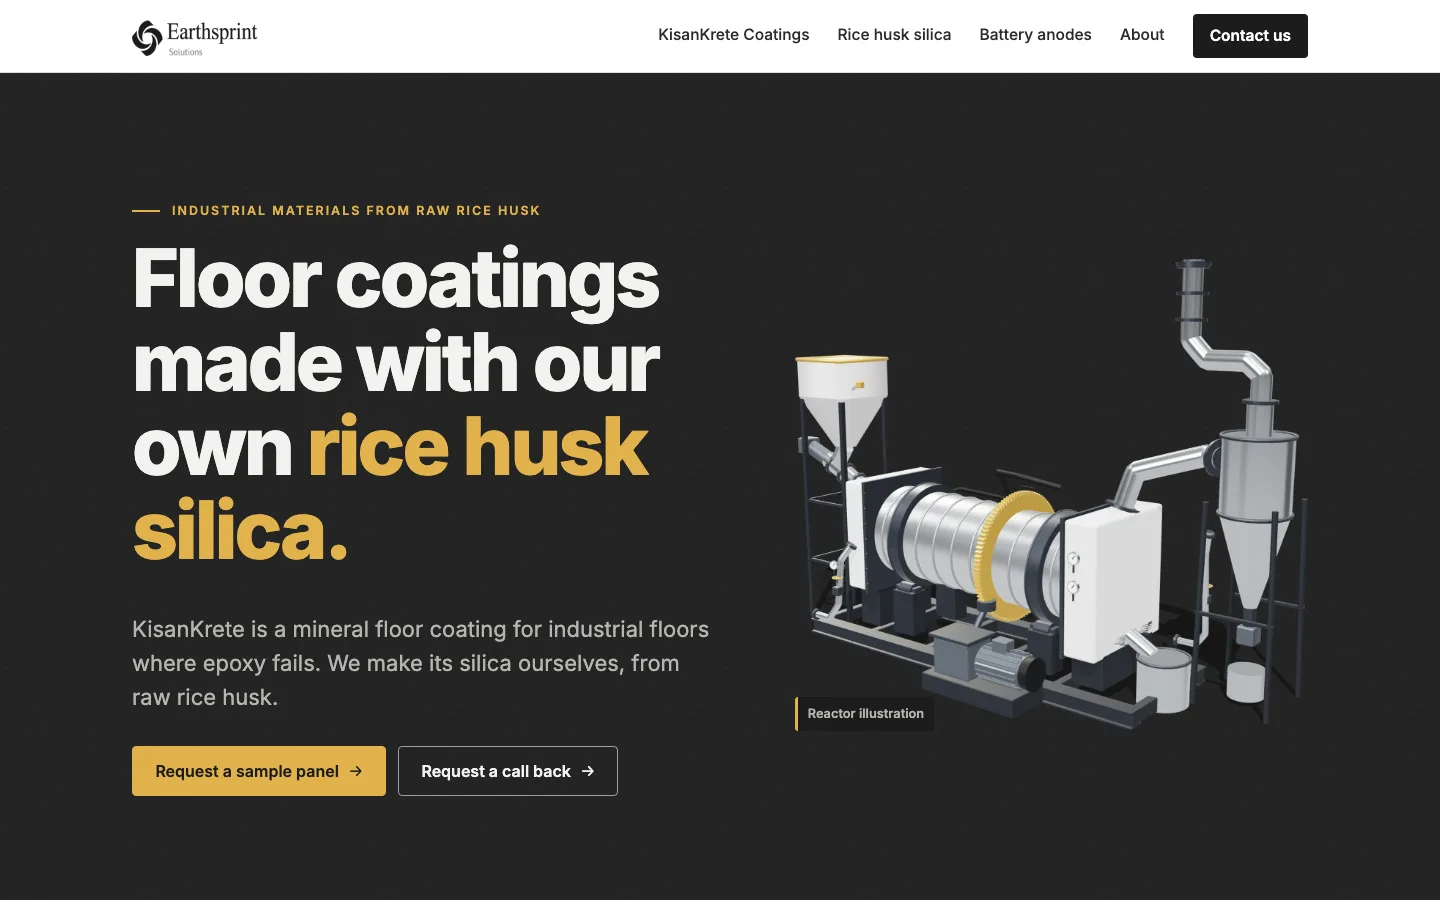 Earthsprint
Solutions
KisanKrete Coatings
Rice husk silica
Battery anodes
About
Contact us
INDUSTRIAL MATERIALS FROM RAW RICE HUSK
Floor coatings
made with our
own rice husk
silica.
KisanKrete is a mineral floor coating for industrial floors
where epoxy fails. We make its silica ourselves, from
raw rice husk.
Request a sample panel →
Request a call back →
Reactor illustration